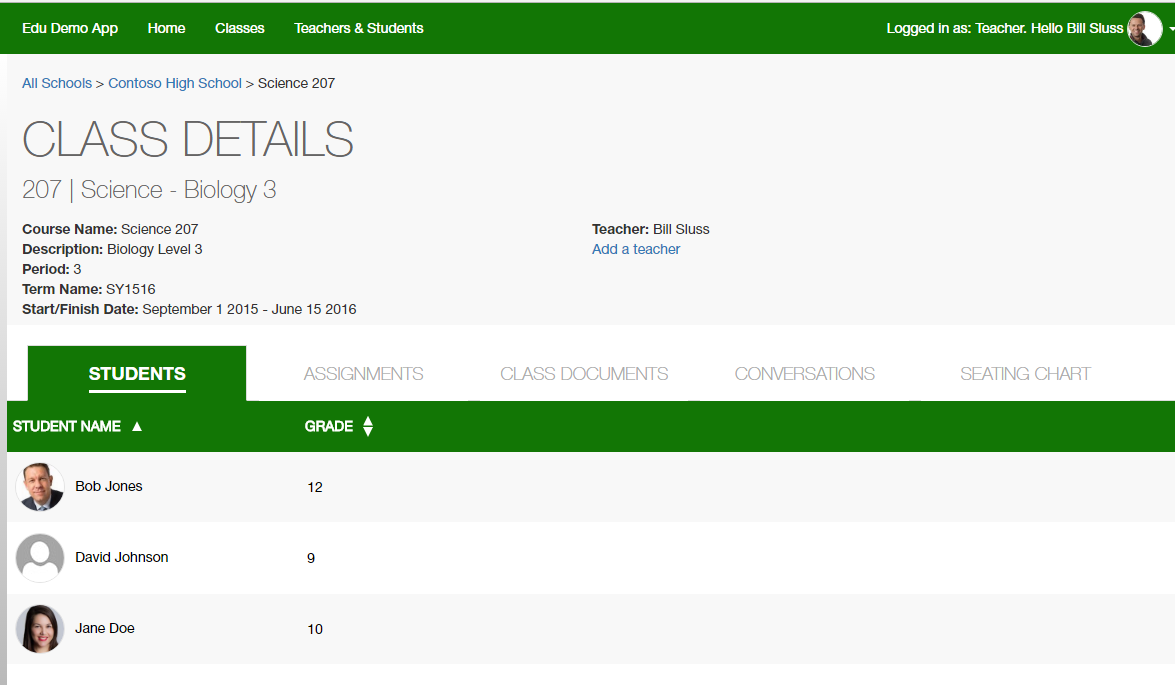 Edu Demo App Home Classes Teachers & Students Logged in as: Teacher. Hello Bill Sluss
All Schools > Contoso High School > Science 207
CLASS DETAILS
207 | Science - Biology 3
Course Name: Science 207
Description: Biology Level 3
Period: 3
Term Name: SY1516
Start/Finish Date: September 1 2015 - June 15 2016
Teacher: Bill Sluss
Add a teacher
STUDENTS ASSIGNMENTS CLASS DOCUMENTS CONVERSATIONS SEATING CHART
STUDENT NAME ▲ GRADE
Bob Jones 12
David Johnson 9
Jane Doe 10